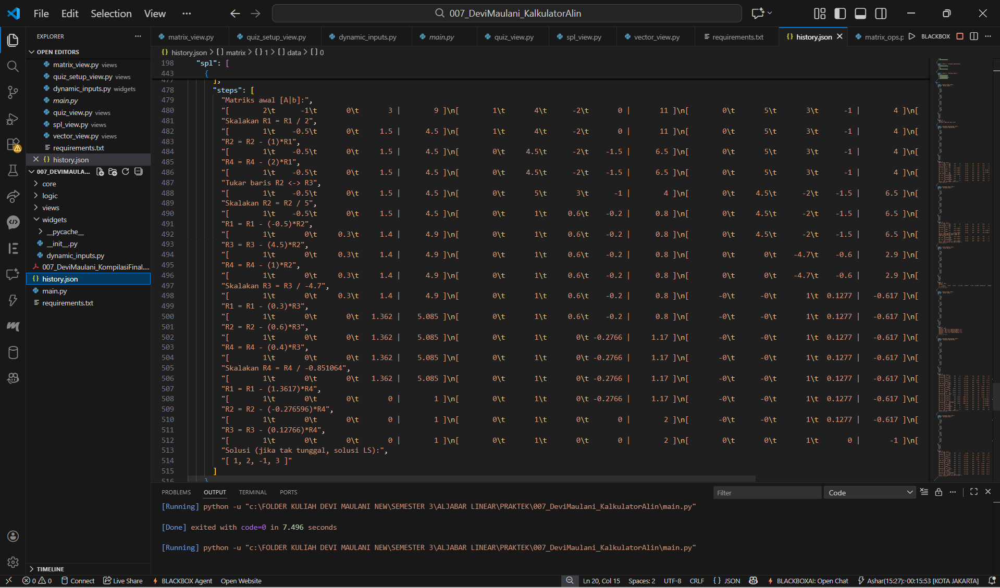 File Edit Selection View ··· 007_DeviMaulani_KalkulatorAlin
EXPLORER ···
OPEN EDITORS
matrix_view.py views
quiz_setup_view.py views
dynamic_inputs.py widgets
main.py
quiz_view.py views
spl_view.py views
vector_view.py views
requirements.txt
history.json
007_DEVIMAULA...
core
logic
views
widgets
__pycache__
__init__.py
dynamic_inputs.py
007_DeviMaulani_KompilasiFinal....
history.json
main.py
requirements.txt
TIMELINE
matrix_view.py quiz_setup_view.py dynamic_inputs.py main.py quiz_view.py spl_view.py vector_view.py requirements.txt {} history.json matrix_ops.p BLACKBOX ···
{} history.json > [ ] matrix > { } 1 > [ ] data > [ ] 0
198 "spl": [
443 {
477 ],
478 "steps": [
479 "Matriks awal [A|b]:",
480 "[ 2\t -1\t 0\t 3 | 9 ]\n[ 1\t 4\t -2\t 0 | 11 ]\n[ 0\t 5\t 3\t -1 | 4 ]\n[
481 "Skalakan R1 = R1 / 2",
482 "[ 1\t -0.5\t 0\t 1.5 | 4.5 ]\n[ 1\t 4\t -2\t 0 | 11 ]\n[ 0\t 5\t 3\t -1 | 4 ]\n[
483 "R2 = R2 - (1)*R1",
484 "[ 1\t -0.5\t 0\t 1.5 | 4.5 ]\n[ 0\t 4.5\t -2\t -1.5 | 6.5 ]\n[ 0\t 5\t 3\t -1 | 4 ]\n[
485 "R4 = R4 - (2)*R1",
486 "[ 1\t -0.5\t 0\t 1.5 | 4.5 ]\n[ 0\t 4.5\t -2\t -1.5 | 6.5 ]\n[ 0\t 5\t 3\t -1 | 4 ]\n[
487 "Tukar baris R2 <-> R3",
488 "[ 1\t -0.5\t 0\t 1.5 | 4.5 ]\n[ 0\t 5\t 3\t -1 | 4 ]\n[ 0\t 4.5\t -2\t -1.5 | 6.5 ]\n[
489 "Skalakan R2 = R2 / 5",
490 "[ 1\t -0.5\t 0\t 1.5 | 4.5 ]\n[ 0\t 1\t 0.6\t -0.2 | 0.8 ]\n[ 0\t 4.5\t -2\t -1.5 | 6.5 ]\n[
491 "R1 = R1 - (-0.5)*R2",
492 "[ 1\t 0\t 0.3\t 1.4 | 4.9 ]\n[ 0\t 1\t 0.6\t -0.2 | 0.8 ]\n[ 0\t 4.5\t -2\t -1.5 | 6.5 ]\n[
493 "R3 = R3 - (4.5)*R2",
494 "[ 1\t 0\t 0.3\t 1.4 | 4.9 ]\n[ 0\t 1\t 0.6\t -0.2 | 0.8 ]\n[ 0\t 0\t -4.7\t -0.6 | 2.9 ]\n[
495 "R4 = R4 - (1)*R2",
496 "[ 1\t 0\t 0.3\t 1.4 | 4.9 ]\n[ 0\t 1\t 0.6\t -0.2 | 0.8 ]\n[ 0\t 0\t -4.7\t -0.6 | 2.9 ]\n[
497 "Skalakan R3 = R3 / -4.7",
498 "[ 1\t 0\t 0.3\t 1.4 | 4.9 ]\n[ 0\t 1\t 0.6\t -0.2 | 0.8 ]\n[ -0\t -0\t 1\t 0.1277 | -0.617 ]\n[
499 "R1 = R1 - (0.3)*R3",
500 "[ 1\t 0\t 0\t 1.362 | 5.085 ]\n[ 0\t 1\t 0.6\t -0.2 | 0.8 ]\n[ -0\t -0\t 1\t 0.1277 | -0.617 ]\n[
501 "R2 = R2 - (0.6)*R3",
502 "[ 1\t 0\t 0\t 1.362 | 5.085 ]\n[ 0\t 1\t 0\t -0.2766 | 1.17 ]\n[ -0\t -0\t 1\t 0.1277 | -0.617 ]\n[
503 "R4 = R4 - (0.4)*R3",
504 "[ 1\t 0\t 0\t 1.362 | 5.085 ]\n[ 0\t 1\t 0\t -0.2766 | 1.17 ]\n[ -0\t -0\t 1\t 0.1277 | -0.617 ]\n[
505 "Skalakan R4 = R4 / -0.851064",
506 "[ 1\t 0\t 0\t 1.362 | 5.085 ]\n[ 0\t 1\t 0\t -0.2766 | 1.17 ]\n[ -0\t -0\t 1\t 0.1277 | -0.617 ]\n[
507 "R1 = R1 - (1.3617)*R4",
508 "[ 1\t 0\t 0\t 0 | 1 ]\n[ 0\t 1\t 0\t -0.2766 | 1.17 ]\n[ -0\t -0\t 1\t 0.1277 | -0.617 ]\n[
509 "R2 = R2 - (-0.276596)*R4",
510 "[ 1\t 0\t 0\t 0 | 1 ]\n[ 0\t 1\t 0\t 0 | 2 ]\n[ -0\t -0\t 1\t 0.1277 | -0.617 ]\n[
511 "R3 = R3 - (0.12766)*R4",
512 "[ 1\t 0\t 0\t 0 | 1 ]\n[ 0\t 1\t 0\t 0 | 2 ]\n[ 0\t 0\t 1\t 0 | -1 ]\n[
513 "Solusi (jika tak tunggal, solusi LS):",
514 "[ 1, 2, -1, 3 ]"
515 ]
516 }
PROBLEMS OUTPUT TERMINAL PORTS Filter Code ···
[Running] python -u "c:\FOLDER KULIAH DEVI MAULANI NEW\SEMESTER 3\ALJABAR LINEAR\PRAKTEK\007_DeviMaulani_KalkulatorAlin\main.py"
[Done] exited with code=0 in 7.496 seconds
[Running] python -u "c:\FOLDER KULIAH DEVI MAULANI NEW\SEMESTER 3\ALJABAR LINEAR\PRAKTEK\007_DeviMaulani_KalkulatorAlin\main.py"
0 0 Connect Live Share BLACKBOX Agent Open Website Ln 20, Col 15 Spaces: 2 UTF-8 CRLF { } JSON BLACKBOXAI: Open Chat Ashar(15:27):-00:15:53 [KOTA JAKARTA]